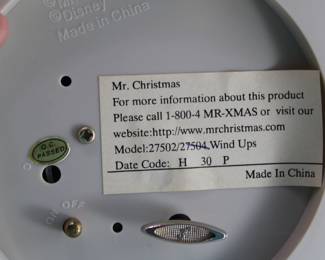 © Disney
Made in China
Mr. Christmas
For more information about this product
Please call 1-800-4 MR-XMAS or visit our
website:http://www.mrchristmas.com
Model:27502/27504.Wind Ups
Date Code: H 30 P
Made In China
Q.C.
PASSED
ON OFF